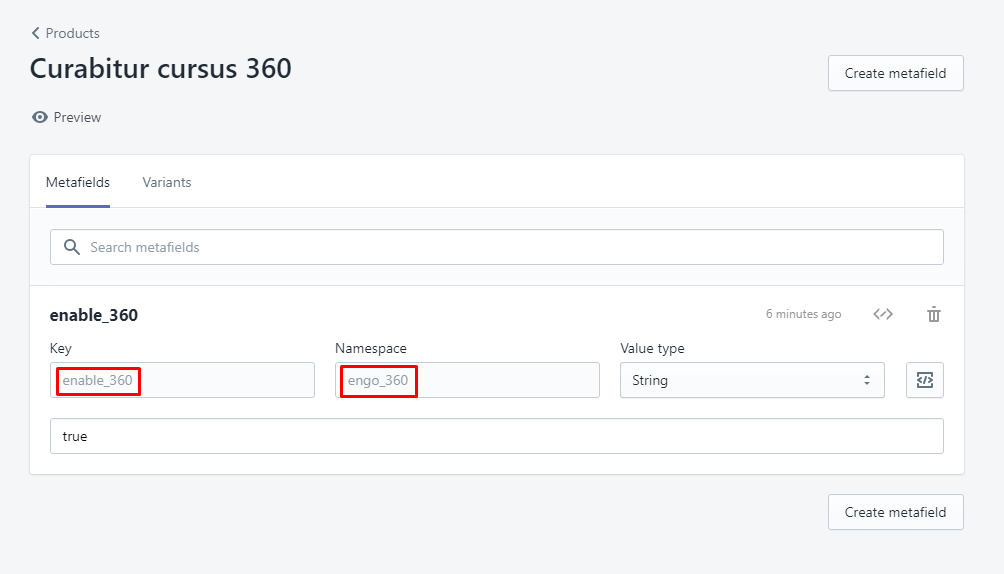 Products
Curabitur cursus 360
Create metafield
Preview
Metafields Variants
Search metafields
enable_360 6 minutes ago
Key Namespace Value type
enable_360 engo_360 String
true
Create metafield